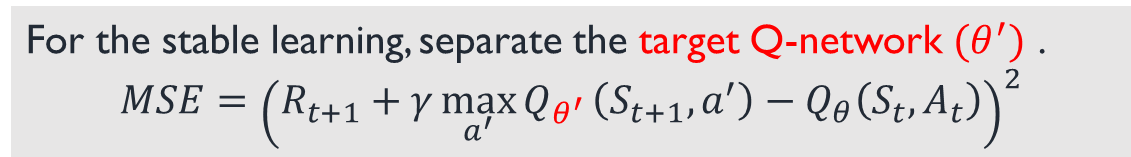 For the stable learning, separate the target Q-network (θ′) .
MSE = (R_{t+1} + γ max_{a′} Q_{θ′} (S_{t+1}, a′) − Q_θ(S_t, A_t))^2